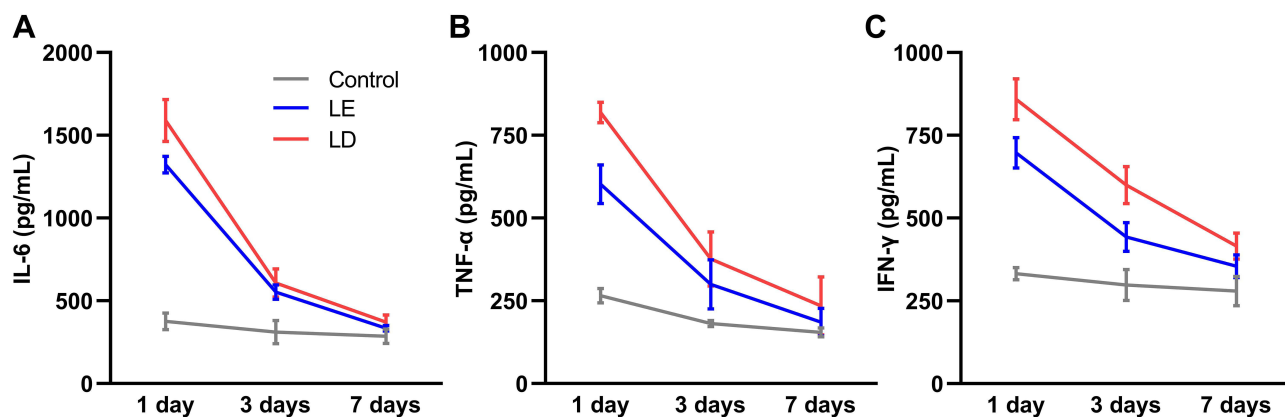 A
IL-6 (pg/mL)
2000
1500
1000
500
0
1 day 3 days 7 days
Control
LE
LD
B
TNF-α (pg/mL)
1000
750
500
250
0
1 day 3 days 7 days
C
IFN-γ (pg/mL)
1000
750
500
250
0
1 day 3 days 7 days